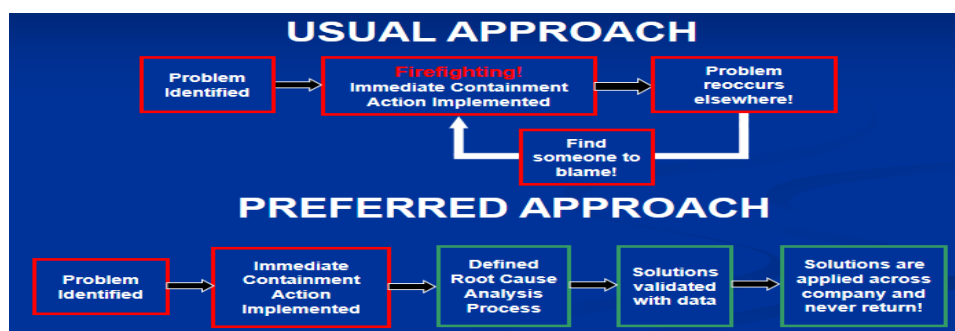 USUAL APPROACH
Problem
Identified
Firefighting!
Immediate Containment
Action Implemented
Problem
reoccurs
elsewhere!
Find
someone to
blame!
PREFERRED APPROACH
Problem
Identified
Immediate
Containment
Action
Implemented
Defined
Root Cause
Analysis
Process
Solutions
validated
with data
Solutions are
applied across
company and
never return!